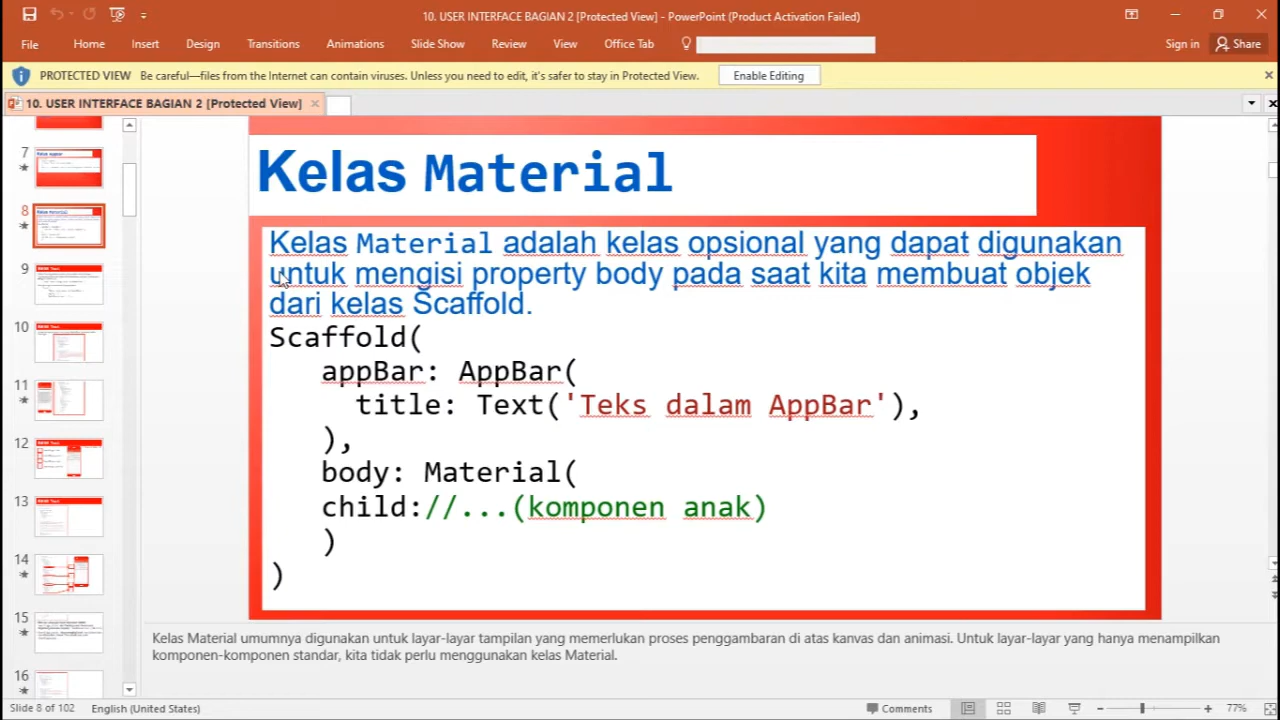 10. USER INTERFACE BAGIAN 2 [Protected View] - PowerPoint (Product Activation Failed)
File Home Insert Design Transitions Animations Slide Show Review View Office Tab Sign in Share
PROTECTED VIEW Be careful—files from the Internet can contain viruses. Unless you need to edit, it's safer to stay in Protected View. Enable Editing
10. USER INTERFACE BAGIAN 2 [Protected View]
7
8
9
10
11
12
13
14
15
16
Kelas Material
Kelas Material adalah kelas opsional yang dapat digunakan
untuk mengisi property body pada saat kita membuat objek
dari kelas Scaffold.
Scaffold(
appBar: AppBar(
title: Text('Teks dalam AppBar'),
),
body: Material(
child://...(komponen anak)
)
)
Kelas Material umumnya digunakan untuk layar-layar tampilan yang memerlukan proses penggambaran di atas kanvas dan animasi. Untuk layar-layar yang hanya menampilkan
komponen-komponen standar, kita tidak perlu menggunakan kelas Material.
Slide 8 of 102 English (United States) Comments 77%